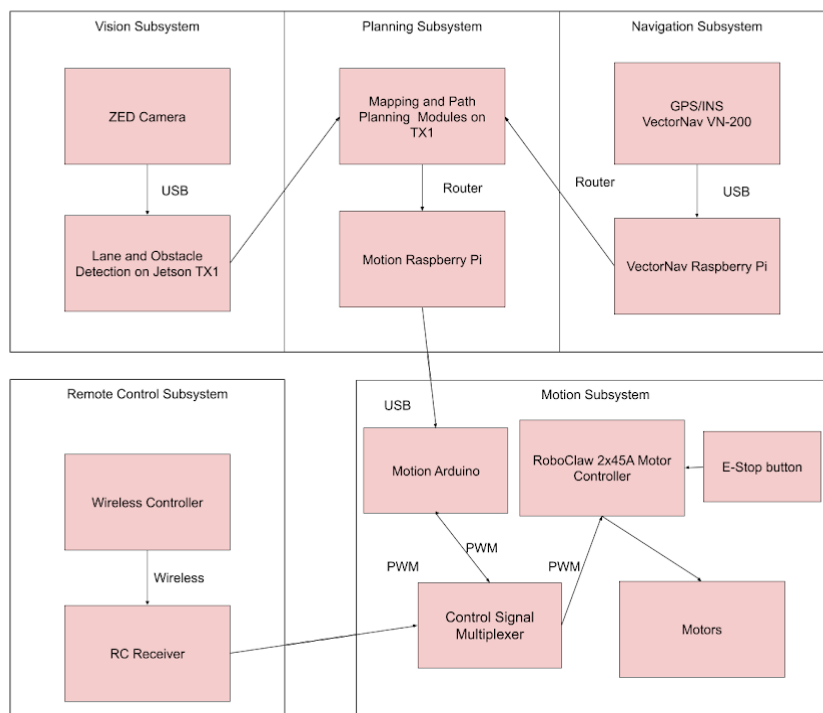 Vision Subsystem
Planning Subsystem
Navigation Subsystem
ZED Camera
Mapping and Path
Planning Modules on
TX1
GPS/INS
VectorNav VN-200
USB
Router
Router
USB
Lane and Obstacle
Detection on Jetson TX1
Motion Raspberry Pi
VectorNav Raspberry Pi
Remote Control Subsystem
Motion Subsystem
USB
Wireless Controller
Motion Arduino
RoboClaw 2x45A Motor
Controller
E-Stop button
Wireless
PWM
PWM
PWM
RC Receiver
Control Signal
Multiplexer
Motors